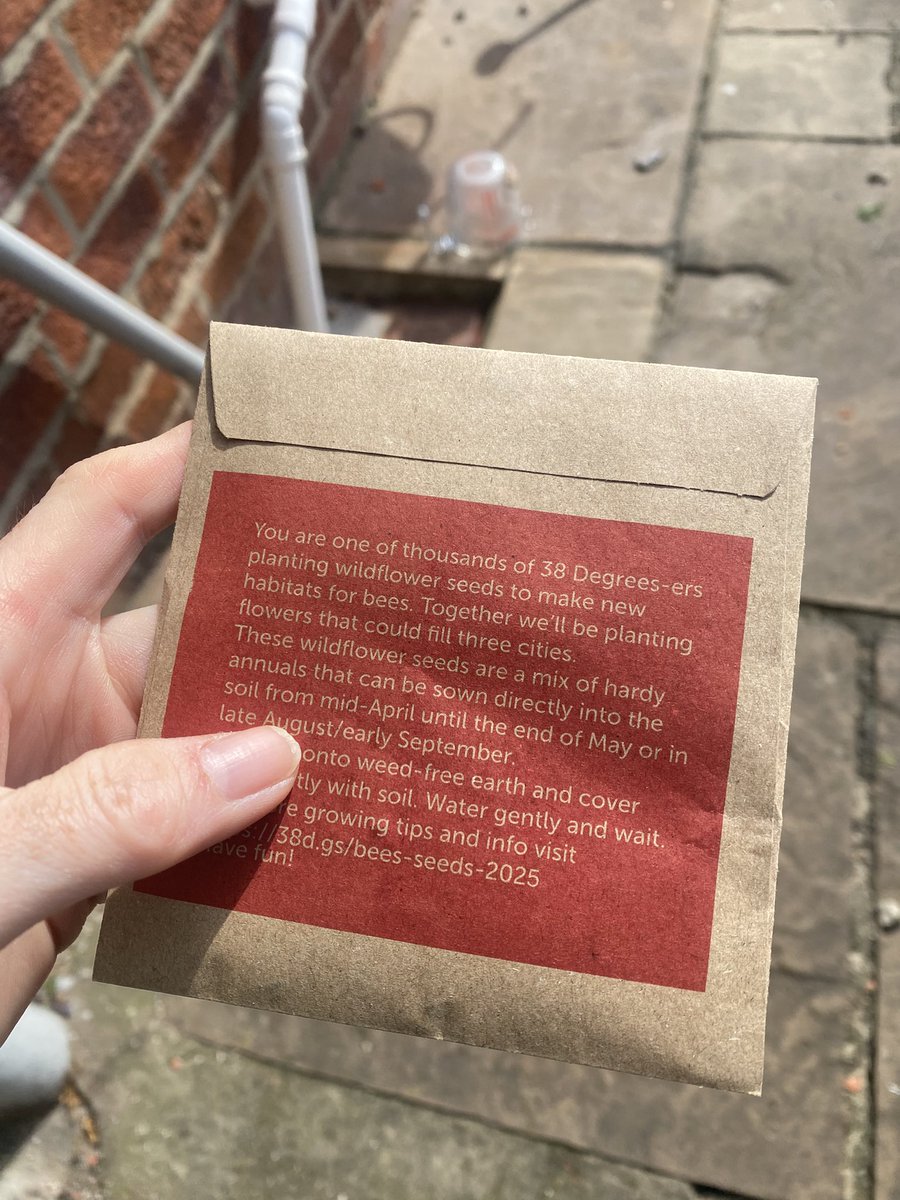 You are one of thousands of 38 Degrees-ers
planting wildflower seeds to make new
habitats for bees. Together we'll be planting
flowers that could fill three cities.
These wildflower seeds are a mix of hardy
annuals that can be sown directly into the
soil from mid-April until the end of May or in
late August/early September.
onto weed-free earth and cover
with soil. Water gently and wait.
growing tips and info visit
://38d.gs/bees-seeds-2025
fun!